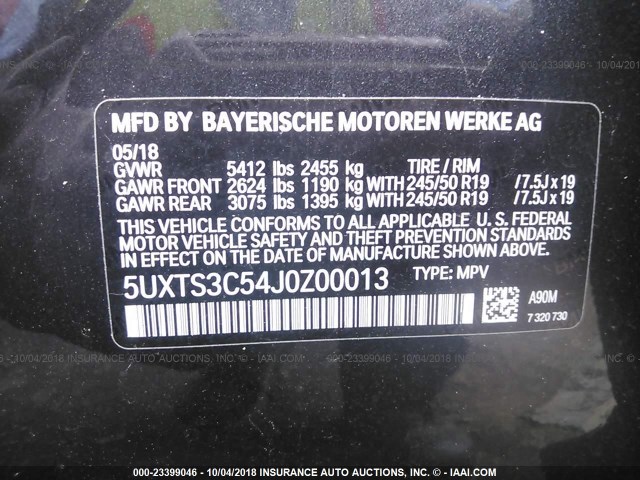 MFD BY BAYERISCHE MOTOREN WERKE AG
05/18
GVWR 5412 lbs 2455 kg TIRE / RIM
GAWR FRONT 2624 lbs 1190 kg WITH 245/50 R19 /7.5J x 19
GAWR REAR 3075 lbs 1395 kg WITH 245/50 R19 /7.5J x 19
THIS VEHICLE CONFORMS TO ALL APPLICABLE U. S. FEDERAL
MOTOR VEHICLE SAFETY AND THEFT PREVENTION STANDARDS
IN EFFECT ON THE DATE OF MANUFACTURE SHOWN ABOVE.
5UXTS3C54J0Z00013 TYPE: MPV
A90M
7 320 730
000-23399046 - 10/04/2018 INSURANCE AUTO AUCTIONS, INC. - © IAAI.COM